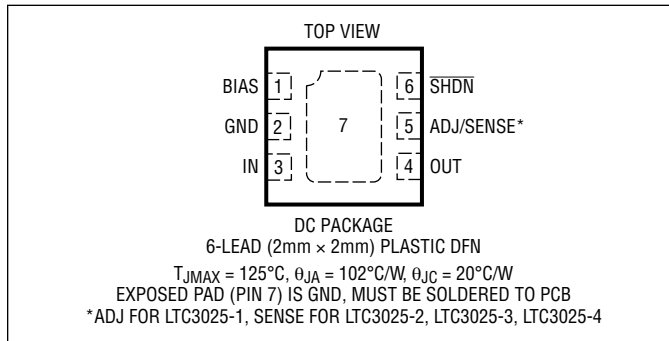 TOP VIEW
BIAS 1
GND 2
IN 3
7
6 SHDN
5 ADJ/SENSE*
4 OUT
DC PACKAGE
6-LEAD (2mm × 2mm) PLASTIC DFN
TJMAX = 125°C, θJA = 102°C/W, θJC = 20°C/W
EXPOSED PAD (PIN 7) IS GND, MUST BE SOLDERED TO PCB
*ADJ FOR LTC3025-1, SENSE FOR LTC3025-2, LTC3025-3, LTC3025-4